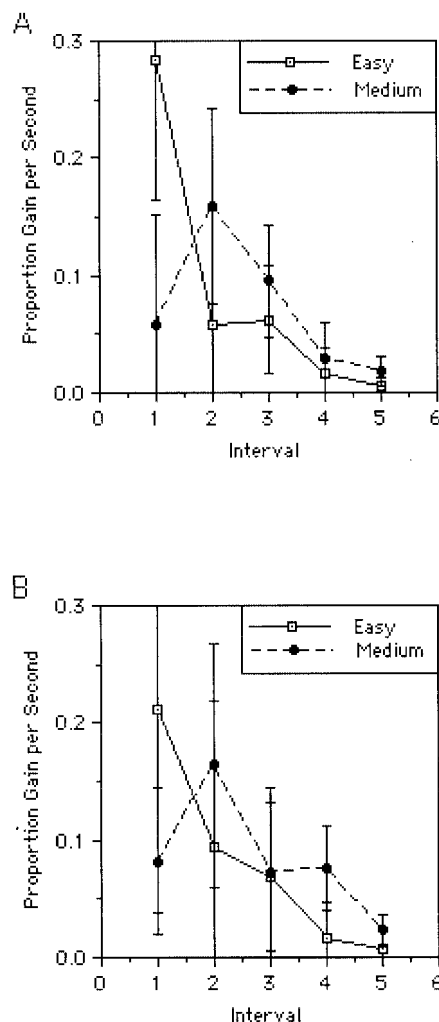 A
0.3
Easy
Medium
0.2
0.1
0.0
Proportion Gain per Second
0 1 2 3 4 5 6
Interval
B
0.3
Easy
Medium
0.2
0.1
0.0
Proportion Gain per Second
0 1 2 3 4 5 6
Interval